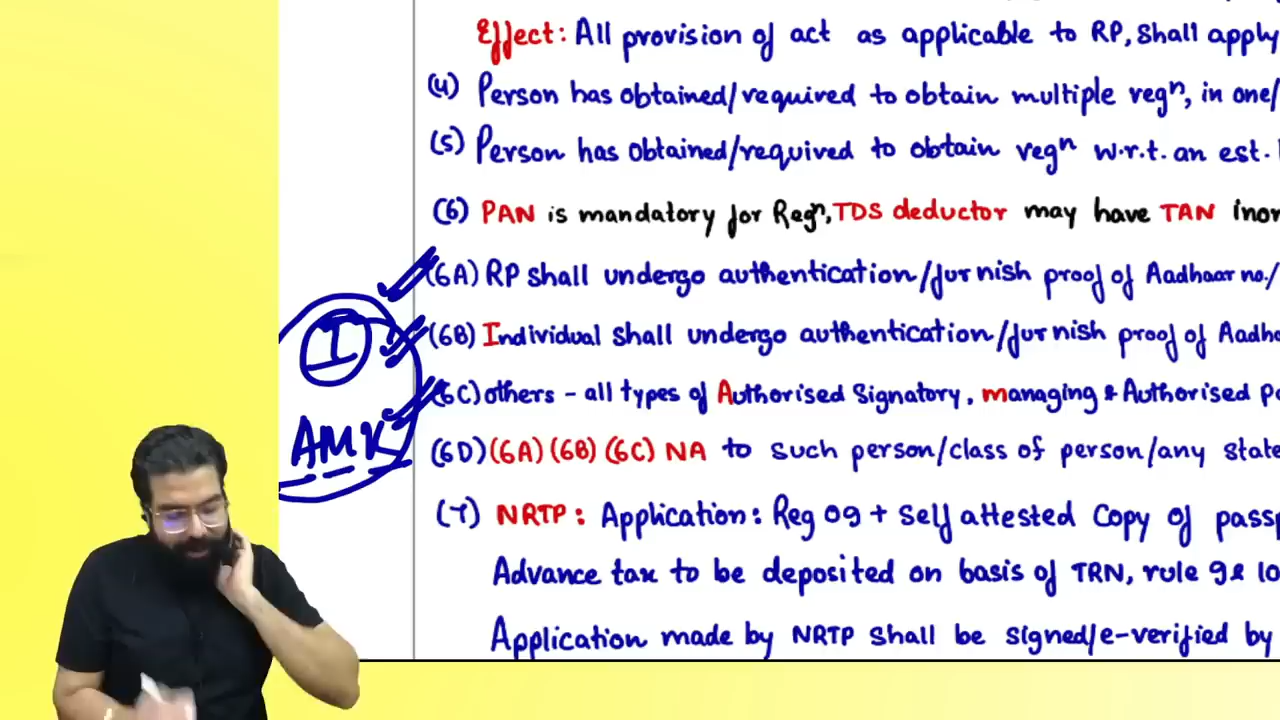 Effect: All provision of act as applicable to RP, Shall apply
(4) Person has obtained/required to obtain multiple regⁿ, in one/
(5) Person has obtained/required to obtain regⁿ w.r.t. an est.
(6) PAN is mandatory for Regⁿ, TDS deductor may have TAN
(6A) RP shall undergo authentication/furnish proof of Aadhaar no./
(6B) Individual shall undergo authentication/furnish proof of
I
(6C) others - all types of Authorised Signatory, managing & Authorised
AMK
(6D) (6A) (6B) (6C) NA to such person/class of person/any state
(7) NRTP: Application: Reg 09 + Self attested Copy of
Advance tax to be deposited on basis of TRN, rule 9 & 10
Application made by NRTP shall be signed/e-verified by